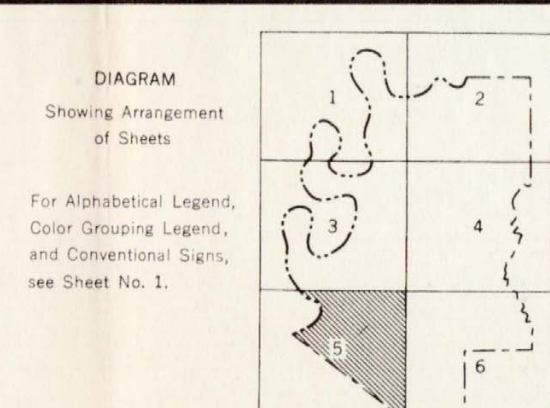 DIAGRAM
Showing Arrangement
of Sheets
For Alphabetical Legend,
Color Grouping Legend,
and Conventional Signs,
see Sheet No. 1.
1
2
3
4
5
6